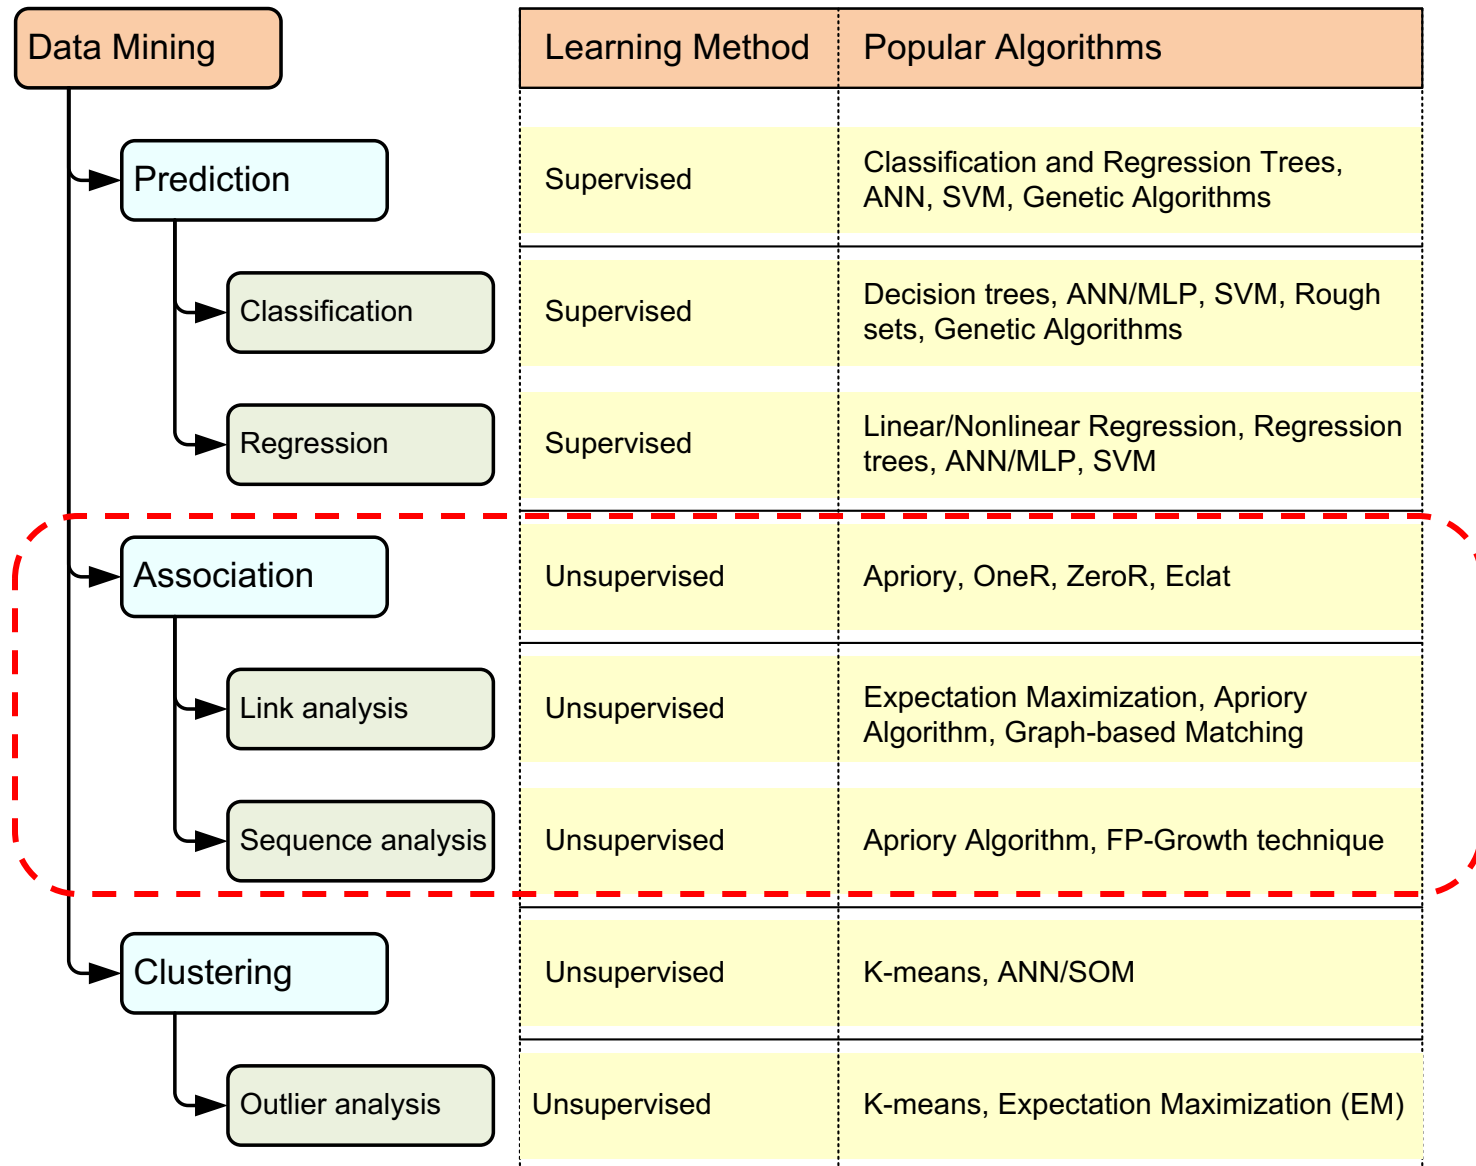 Data Mining
Learning Method
Popular Algorithms
Prediction
Supervised
Classification and Regression Trees,
ANN, SVM, Genetic Algorithms
Classification
Supervised
Decision trees, ANN/MLP, SVM, Rough
sets, Genetic Algorithms
Regression
Supervised
Linear/Nonlinear Regression, Regression
trees, ANN/MLP, SVM
Association
Unsupervised
Apriory, OneR, ZeroR, Eclat
Link analysis
Unsupervised
Expectation Maximization, Apriory
Algorithm, Graph-based Matching
Sequence analysis
Unsupervised
Apriory Algorithm, FP-Growth technique
Clustering
Unsupervised
K-means, ANN/SOM
Outlier analysis
Unsupervised
K-means, Expectation Maximization (EM)